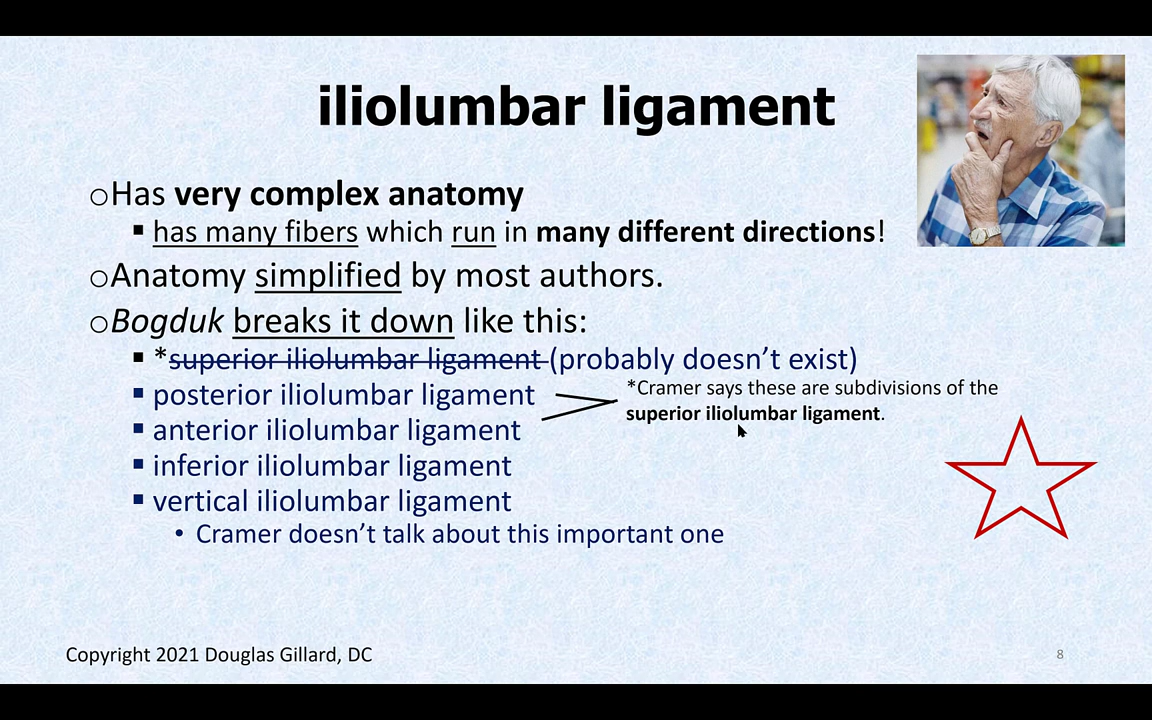 iliolumbar ligament
○Has very complex anatomy
▪ has many fibers which run in many different directions!
○Anatomy simplified by most authors.
○Bogduk breaks it down like this:
▪ *superior iliolumbar ligament (probably doesn't exist)
▪ posterior iliolumbar ligament
*Cramer says these are subdivisions of the
superior iliolumbar ligament.
▪ anterior iliolumbar ligament
▪ inferior iliolumbar ligament
▪ vertical iliolumbar ligament
• Cramer doesn't talk about this important one
Copyright 2021 Douglas Gillard, DC
8